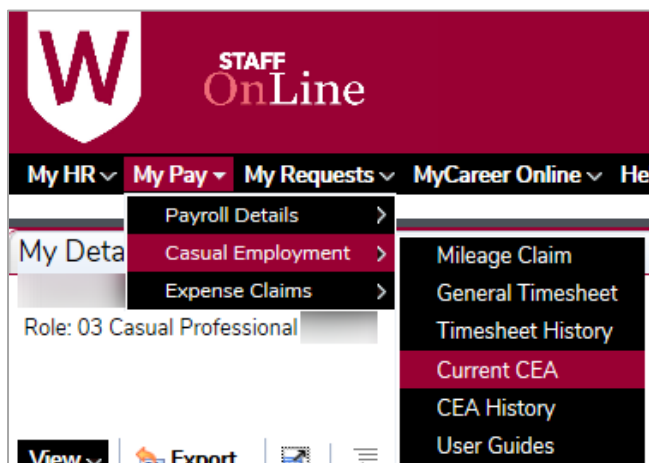 W
STAFF
OnLine
My HR My Pay My Requests MyCareer Online He
Payroll Details
My Deta Casual Employment Mileage Claim
Expense Claims General Timesheet
Role: 03 Casual Professional Timesheet History
Current CEA
CEA History
View Export User Guides